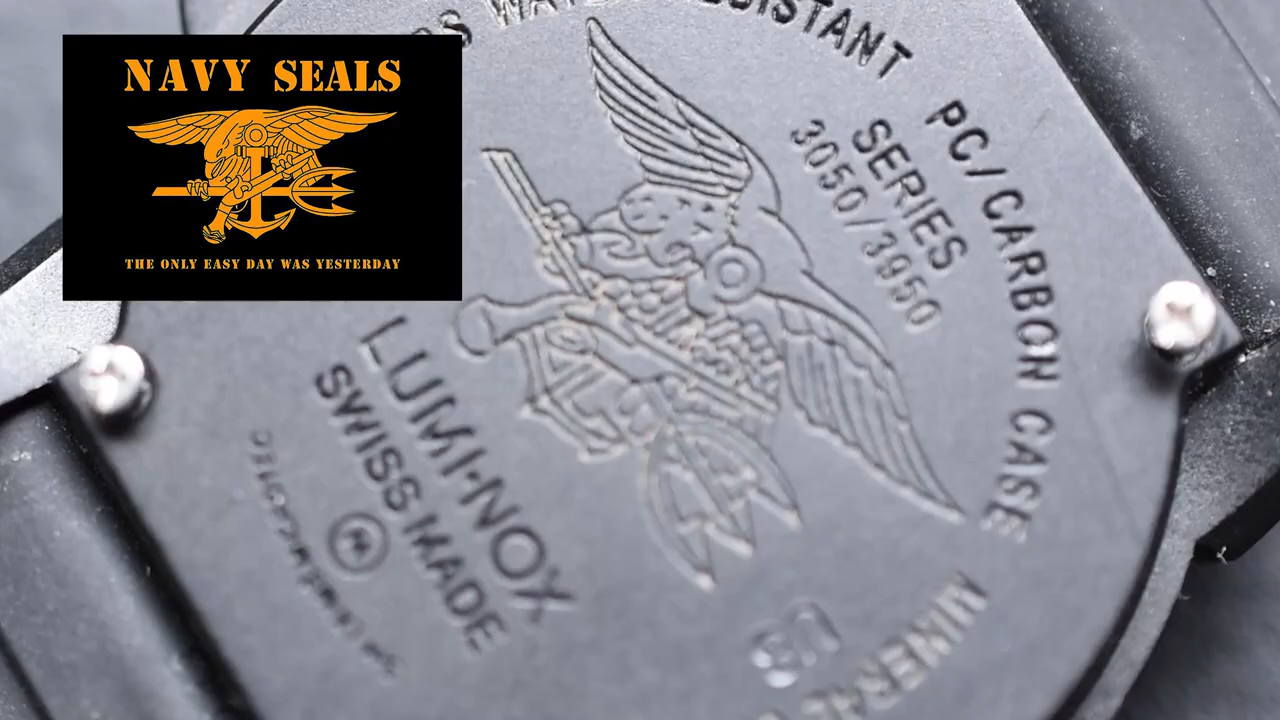 NAVY SEALS
THE ONLY EASY DAY WAS YESTERDAY
RESISTANT
PC/CARBON CASE
MINERAL
SERIES
3050/3950
LUMI·NOX
SWISS MADE